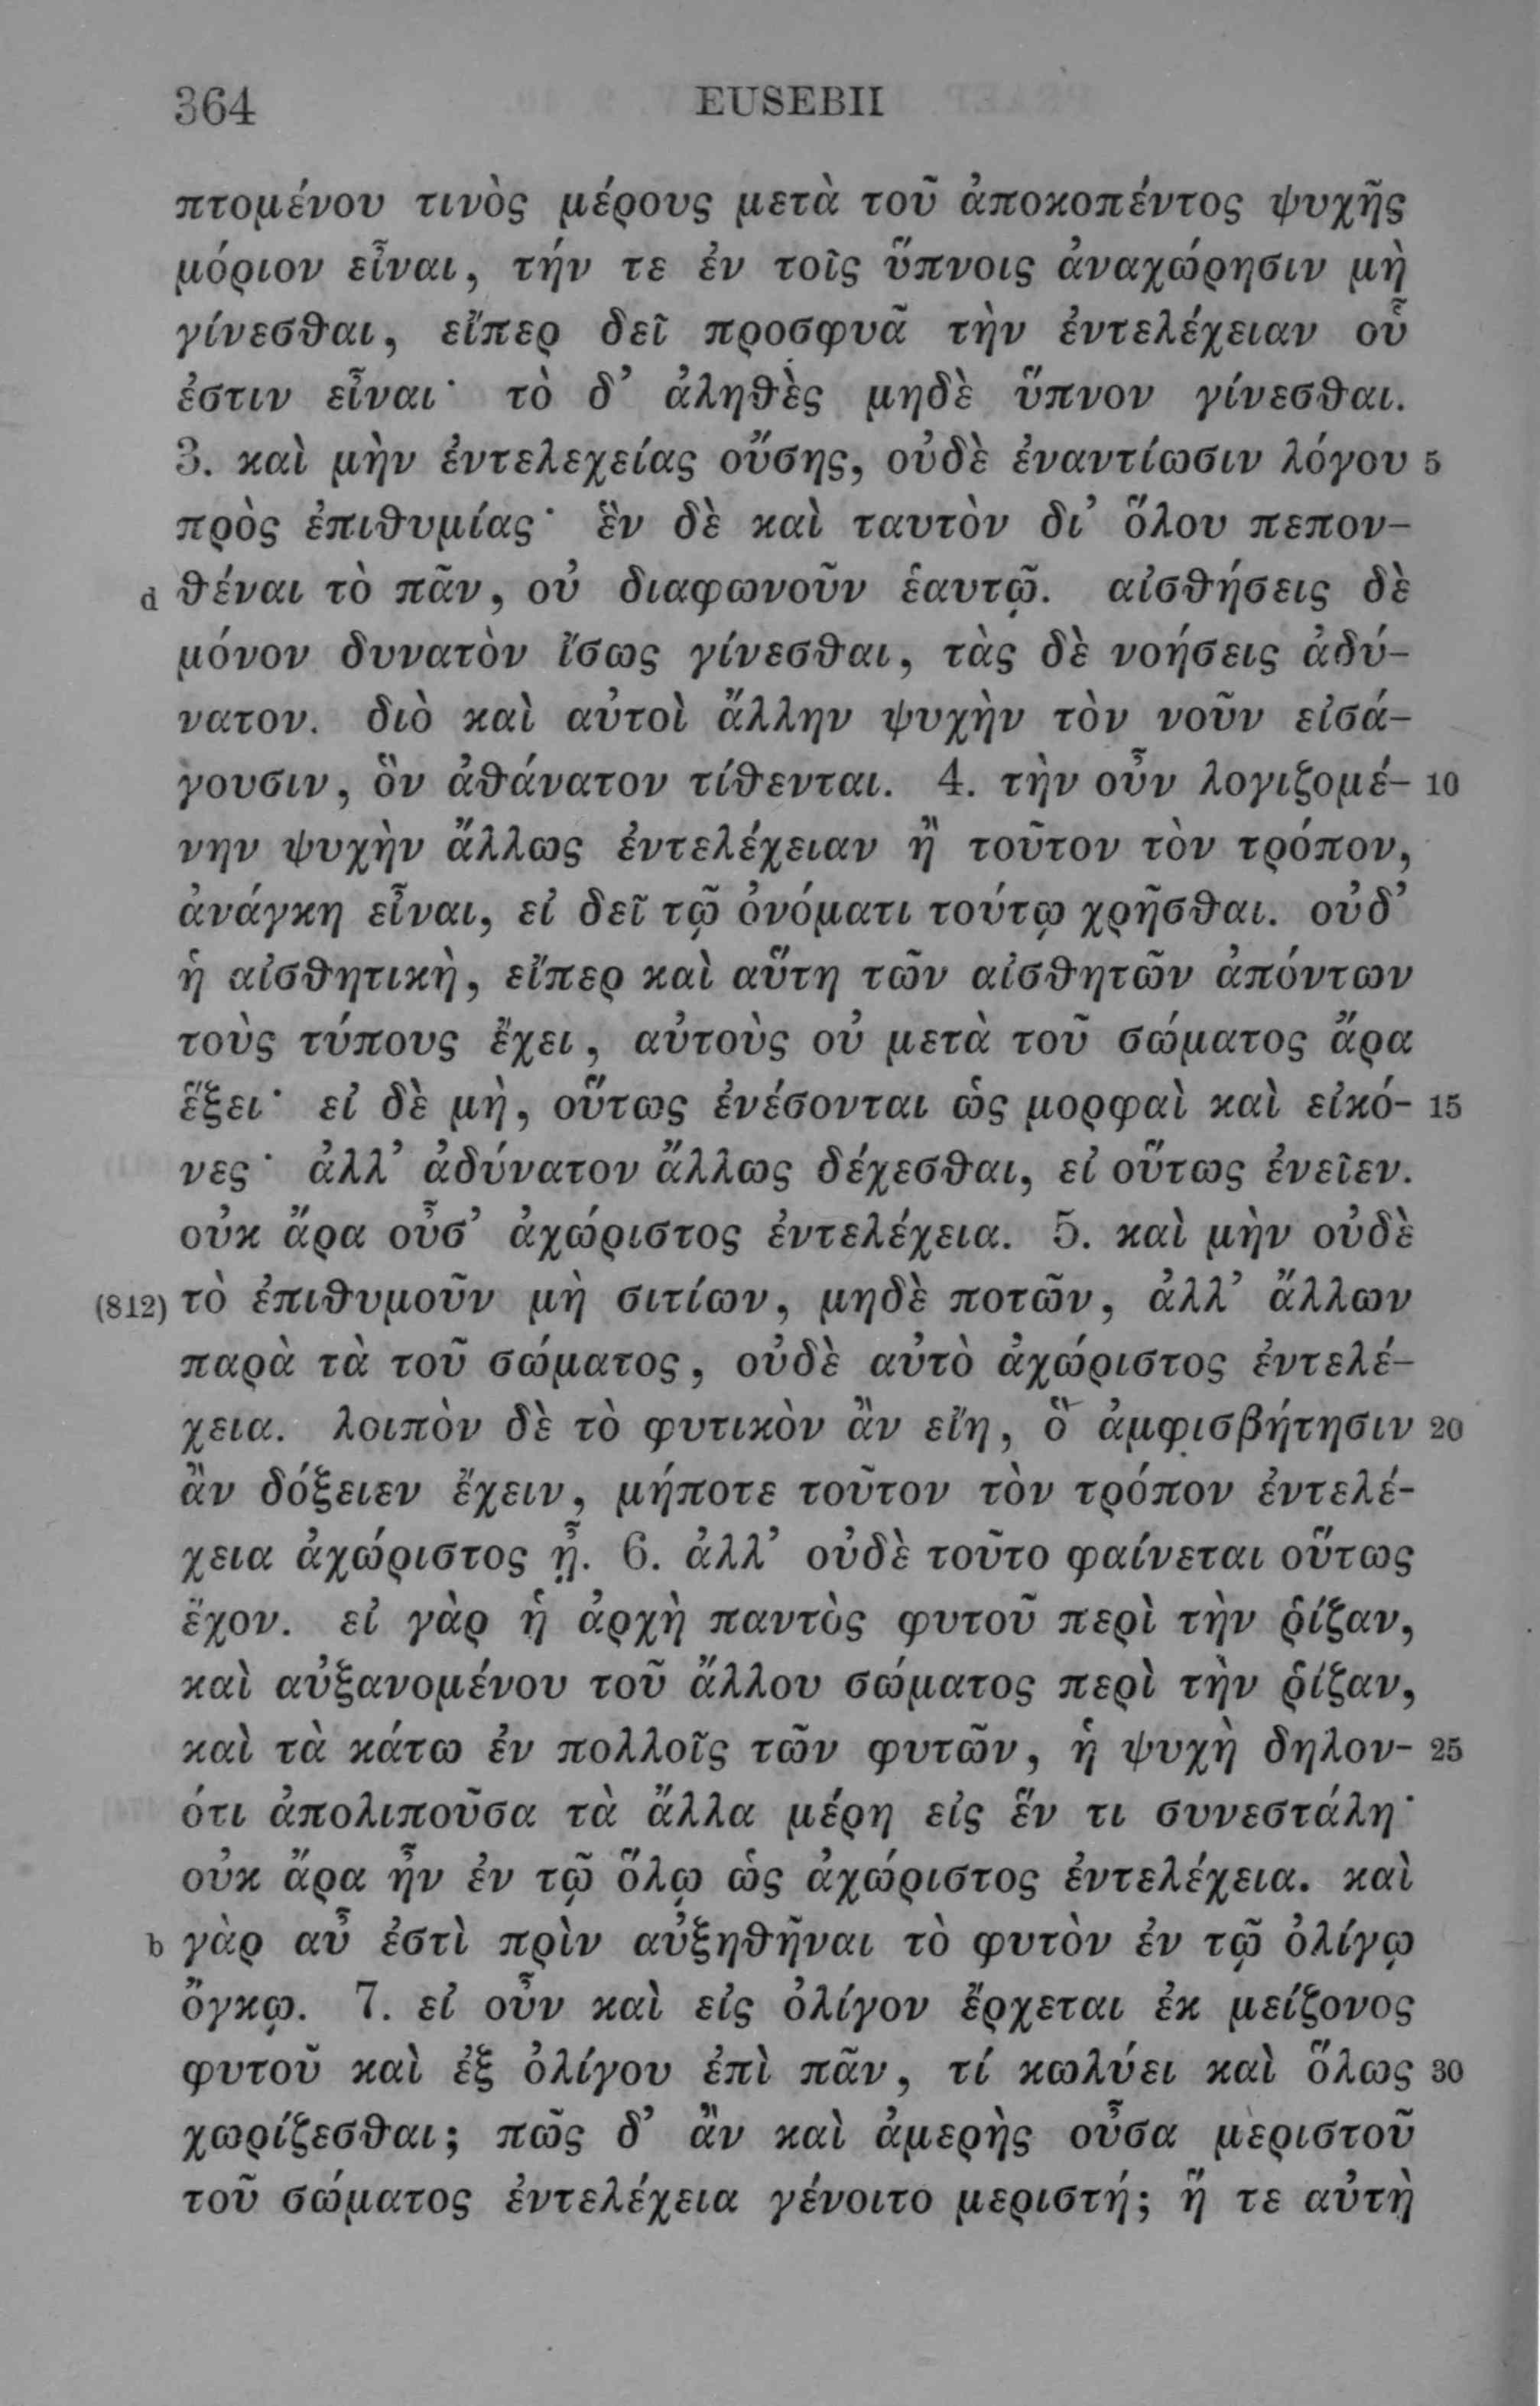 364 EUSEBII
πτομένου τινὸς μέρους μετὰ τοῦ ἀποκοπέντος ψυχῆς
μόριον εἶναι, τήν τε ἐν τοῖς ὕπνοις ἀναχώρησιν μὴ
γίνεσθαι, εἴπερ δεῖ προσφυᾶ τὴν ἐντελέχειαν οὗ
ἐστιν εἶναι· τὸ δ’ ἀληθὲς μηδὲ ὕπνον γίνεσθαι.
3. καὶ μὴν ἐντελεχείας οὔσης, οὐδὲ ἐναντίωσιν λόγου 5
πρὸς ἐπιθυμίας· ἓν δὲ καὶ ταυτὸν δι’ ὅλου πεπον-
d θέναι τὸ πᾶν, οὐ διαφωνοῦν ἑαυτῷ. αἰσθήσεις δὲ
μόνον δυνατὸν ἴσως γίνεσθαι, τὰς δὲ νοήσεις ἀδύ-
νατον. διὸ καὶ αὐτοὶ ἄλλην ψυχὴν τὸν νοῦν εἰσά-
γουσιν, ὃν ἀθάνατον τίθενται. 4. τὴν οὖν λογιζομέ- 10
νην ψυχὴν ἄλλως ἐντελέχειαν ἢ τοῦτον τὸν τρόπον,
ἀνάγκη εἶναι, εἰ δεῖ τῷ ὀνόματι τούτῳ χρῆσθαι. οὐδ’
ἡ αἰσθητικὴ, εἴπερ καὶ αὕτη τῶν αἰσθητῶν ἀπόντων
τοὺς τύπους ἔχει, αὐτοὺς οὐ μετὰ τοῦ σώματος ἄρα
ἕξει· εἰ δὲ μὴ, οὕτως ἐνέσονται ὡς μορφαὶ καὶ εἰκό- 15
νες· ἀλλ’ ἀδύνατον ἄλλως δέχεσθαι, εἰ οὕτως ἐνεῖεν.
οὐκ ἄρα οὖσ’ ἀχώριστος ἐντελέχεια. 5. καὶ μὴν οὐδὲ
(812) τὸ ἐπιθυμοῦν μὴ σιτίων, μηδὲ ποτῶν, ἀλλ’ ἄλλων
παρὰ τὰ τοῦ σώματος, οὐδὲ αὐτὸ ἀχώριστος ἐντελέ-
χεια. λοιπὸν δὲ τὸ φυτικὸν ἂν εἴη, ὃ ἀμφισβήτησιν 20
ἂν δόξειεν ἔχειν, μήποτε τοῦτον τὸν τρόπον ἐντελέ-
χεια ἀχώριστος ᾖ. 6. ἀλλ’ οὐδὲ τοῦτο φαίνεται οὕτως
ἔχον. εἰ γὰρ ἡ ἀρχὴ παντὸς φυτοῦ περὶ τὴν ῥίζαν,
καὶ αὐξανομένου τοῦ ἄλλου σώματος περὶ τὴν ῥίζαν,
καὶ τὰ κάτω ἐν πολλοῖς τῶν φυτῶν, ἡ ψυχὴ δηλον- 25
ότι ἀπολιποῦσα τὰ ἄλλα μέρη εἰς ἕν τι συνεστάλη·
οὐκ ἄρα ἦν ἐν τῷ ὅλῳ ὡς ἀχώριστος ἐντελέχεια. καὶ
b γὰρ αὖ ἐστὶ πρὶν αὐξηθῆναι τὸ φυτὸν ἐν τῷ ὀλίγῳ
ὄγκῳ. 7. εἰ οὖν καὶ εἰς ὀλίγον ἔρχεται ἐκ μείζονος
φυτοῦ καὶ ἐξ ὀλίγου ἐπὶ πᾶν, τί κωλύει καὶ ὅλως 30
χωρίζεσθαι; πῶς δ’ ἂν καὶ ἀμερὴς οὖσα μεριστοῦ
τοῦ σώματος ἐντελέχεια γένοιτο μεριστή; ἥ τε αὐτὴ